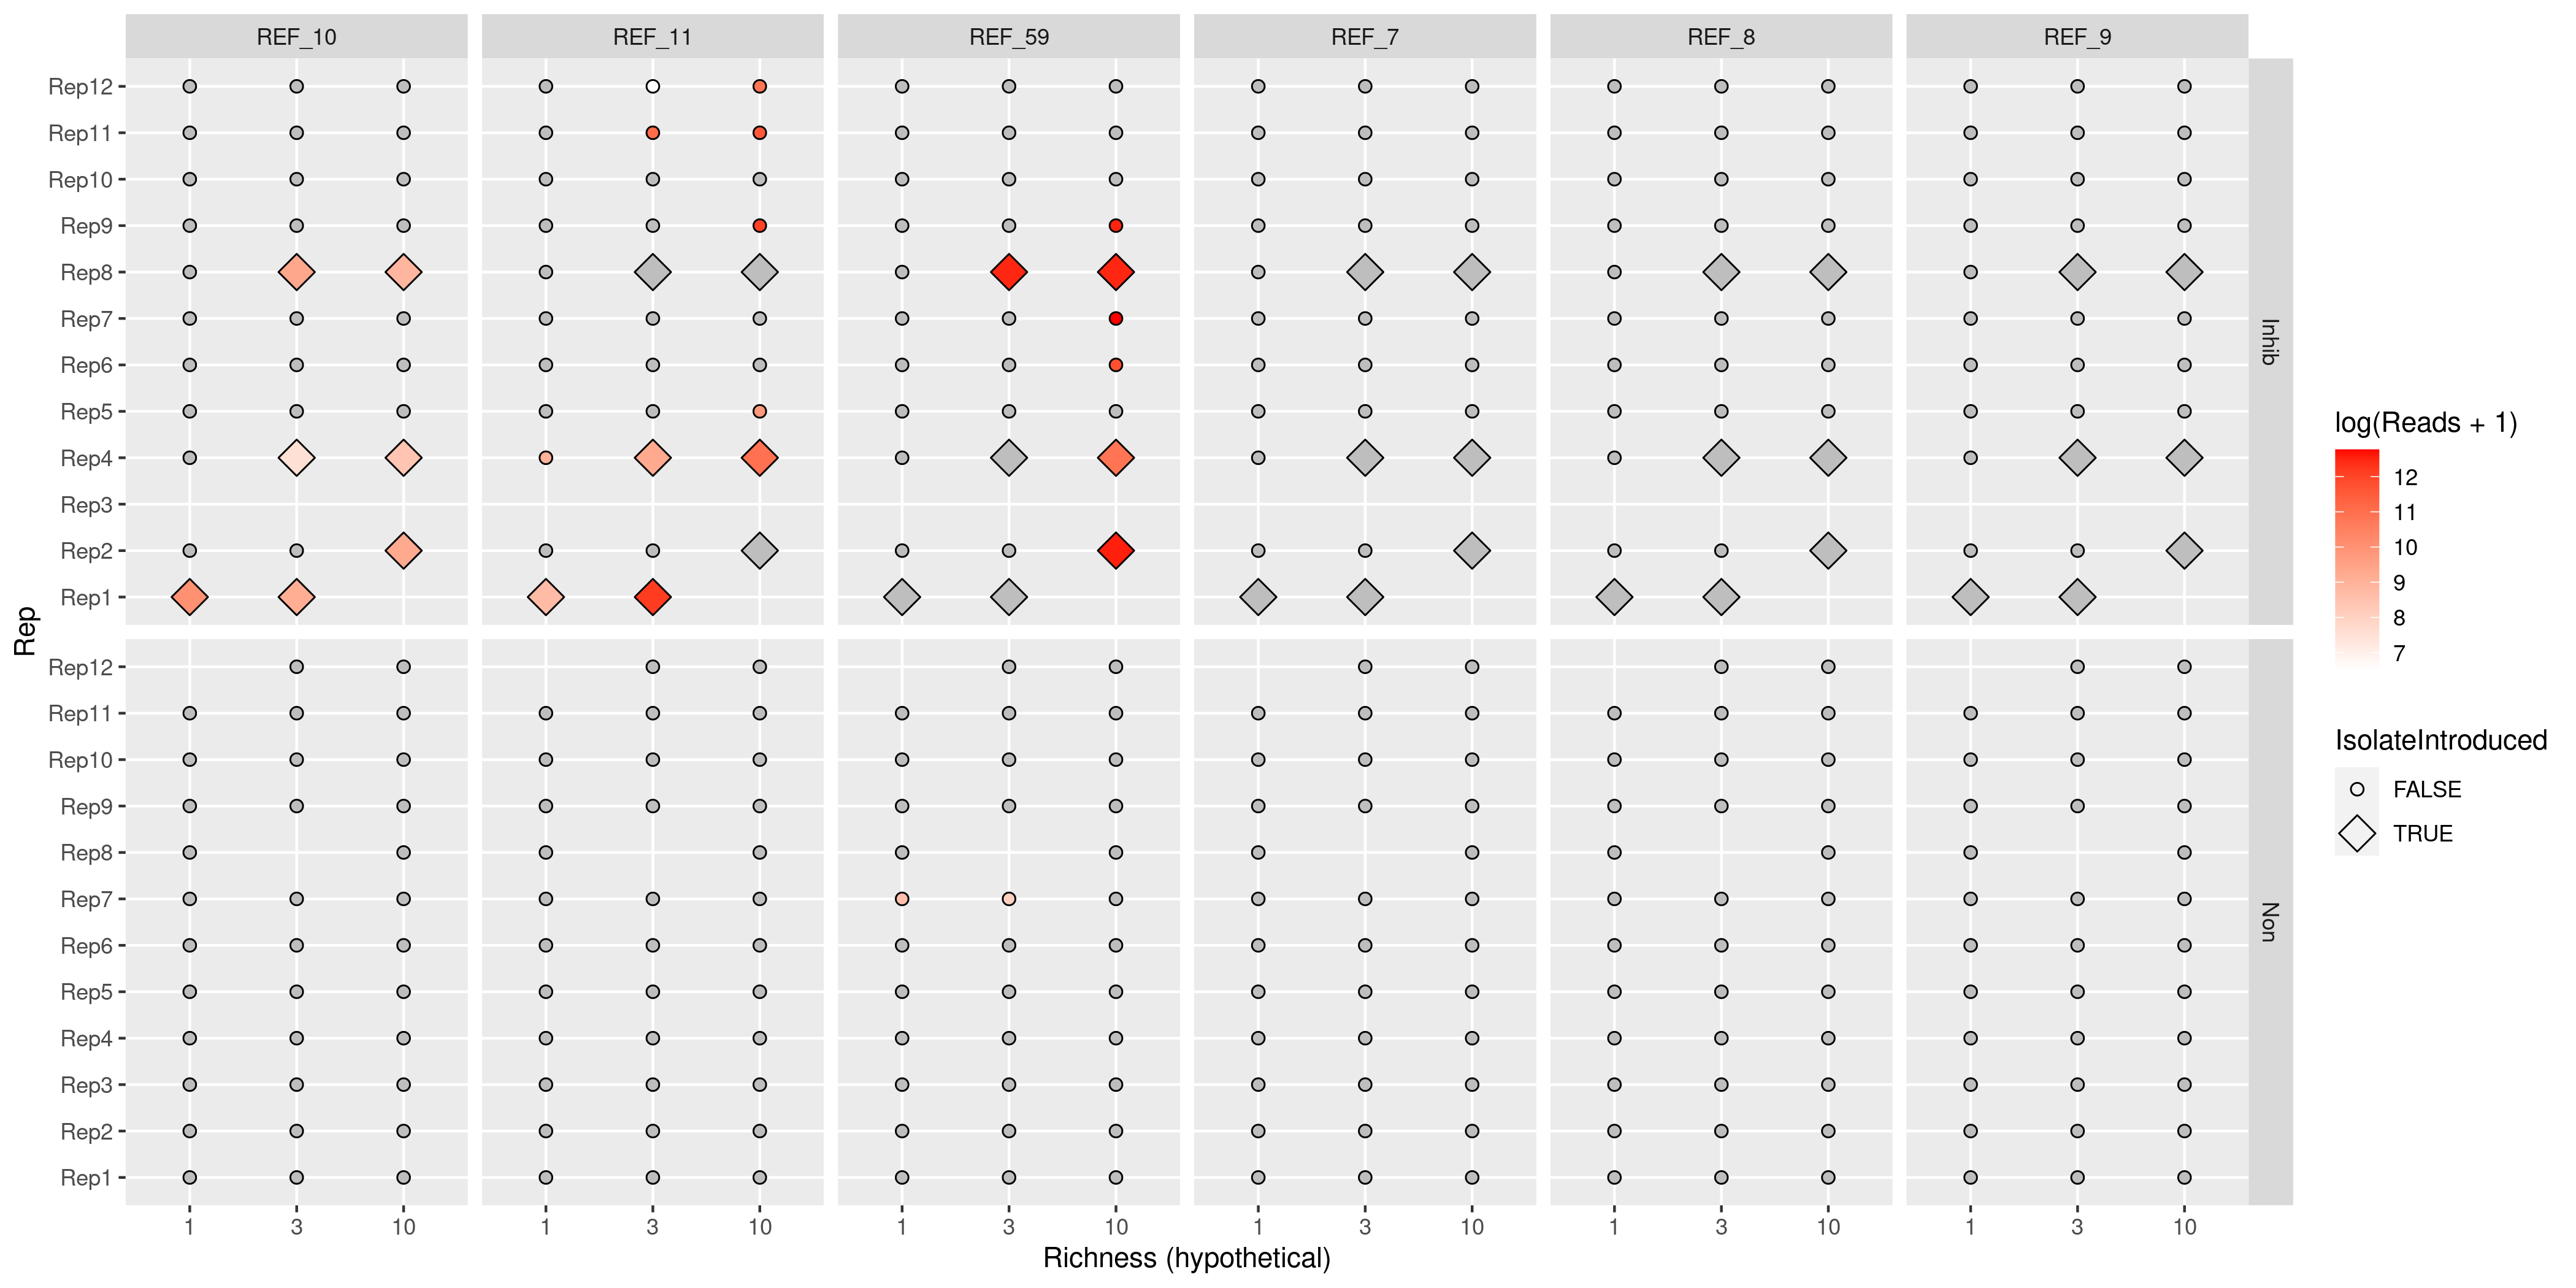 REF_10 REF_11 REF_59 REF_7 REF_8 REF_9
Rep12
Rep11
Rep10
Rep9
Rep8
Rep7
Rep6
Rep5
Rep4
Rep3
Rep2
Rep1
Inhib
Rep12
Rep11
Rep10
Rep9
Rep8
Rep7
Rep6
Rep5
Rep4
Rep3
Rep2
Rep1
Non
Rep
1 3 10 1 3 10 1 3 10 1 3 10 1 3 10 1 3 10
Richness (hypothetical)
log(Reads + 1)
12
11
10
9
8
7
IsolateIntroduced
FALSE
TRUE